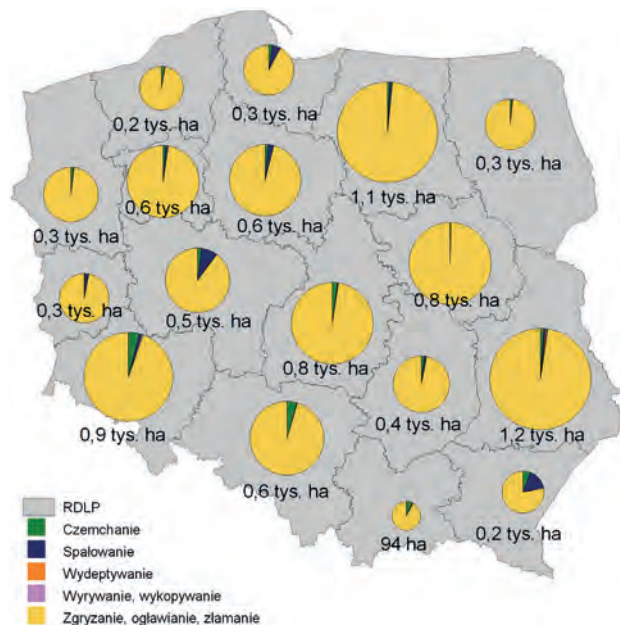 0,2 tys. ha
0,3 tys. ha
1,1 tys. ha
0,3 tys. ha
0,3 tys. ha
0,6 tys. ha
0,6 tys. ha
0,8 tys. ha
0,3 tys. ha
0,5 tys. ha
0,8 tys. ha
0,9 tys. ha
0,4 tys. ha
1,2 tys. ha
0,6 tys. ha
94 ha
0,2 tys. ha
RDLP
Czemchanie
Spałowanie
Wydeptywanie
Wyrywanie, wykopywanie
Zgryzanie, ogławianie, złamanie